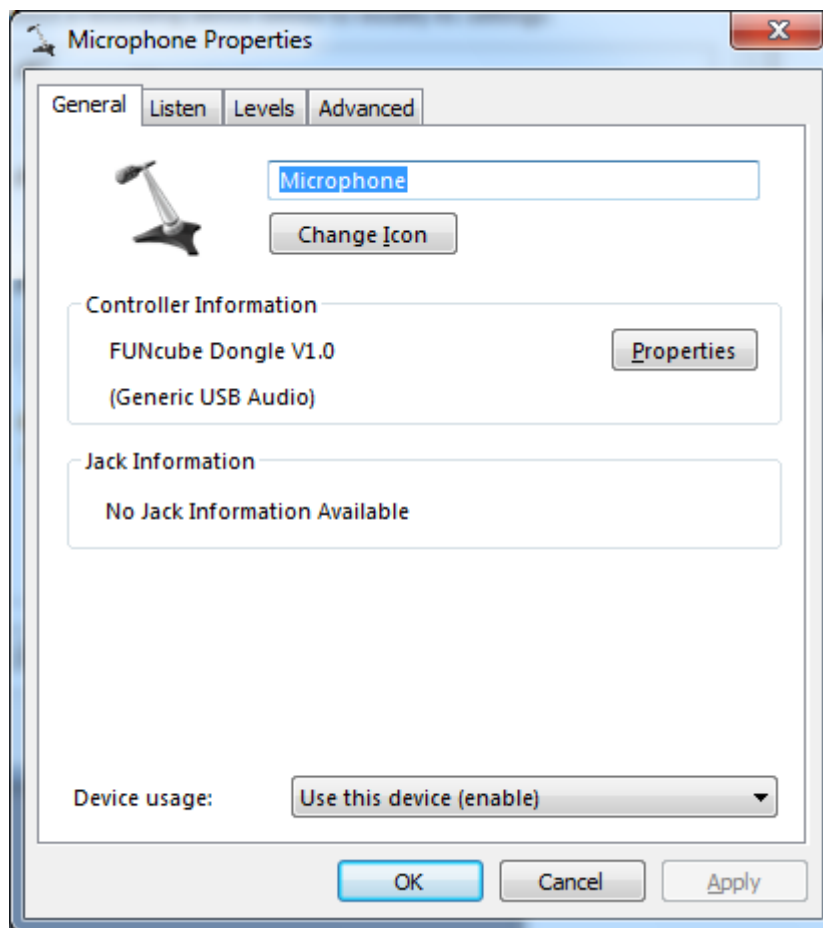 Microphone Properties
General Listen Levels Advanced
Microphone
Change Icon
Controller Information
FUNcube Dongle V1.0
Properties
(Generic USB Audio)
Jack Information
No Jack Information Available
Device usage: Use this device (enable)
OK Cancel Apply